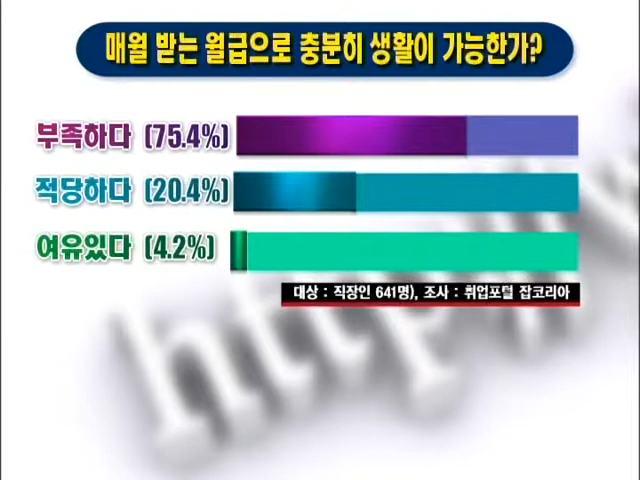 매월 받는 월급으로 충분히 생활이 가능한가?
부족하다 (75.4%)
적당하다 (20.4%)
여유있다 (4.2%)
대상 : 직장인 641명), 조사 : 취업포털 잡코리아
http://w